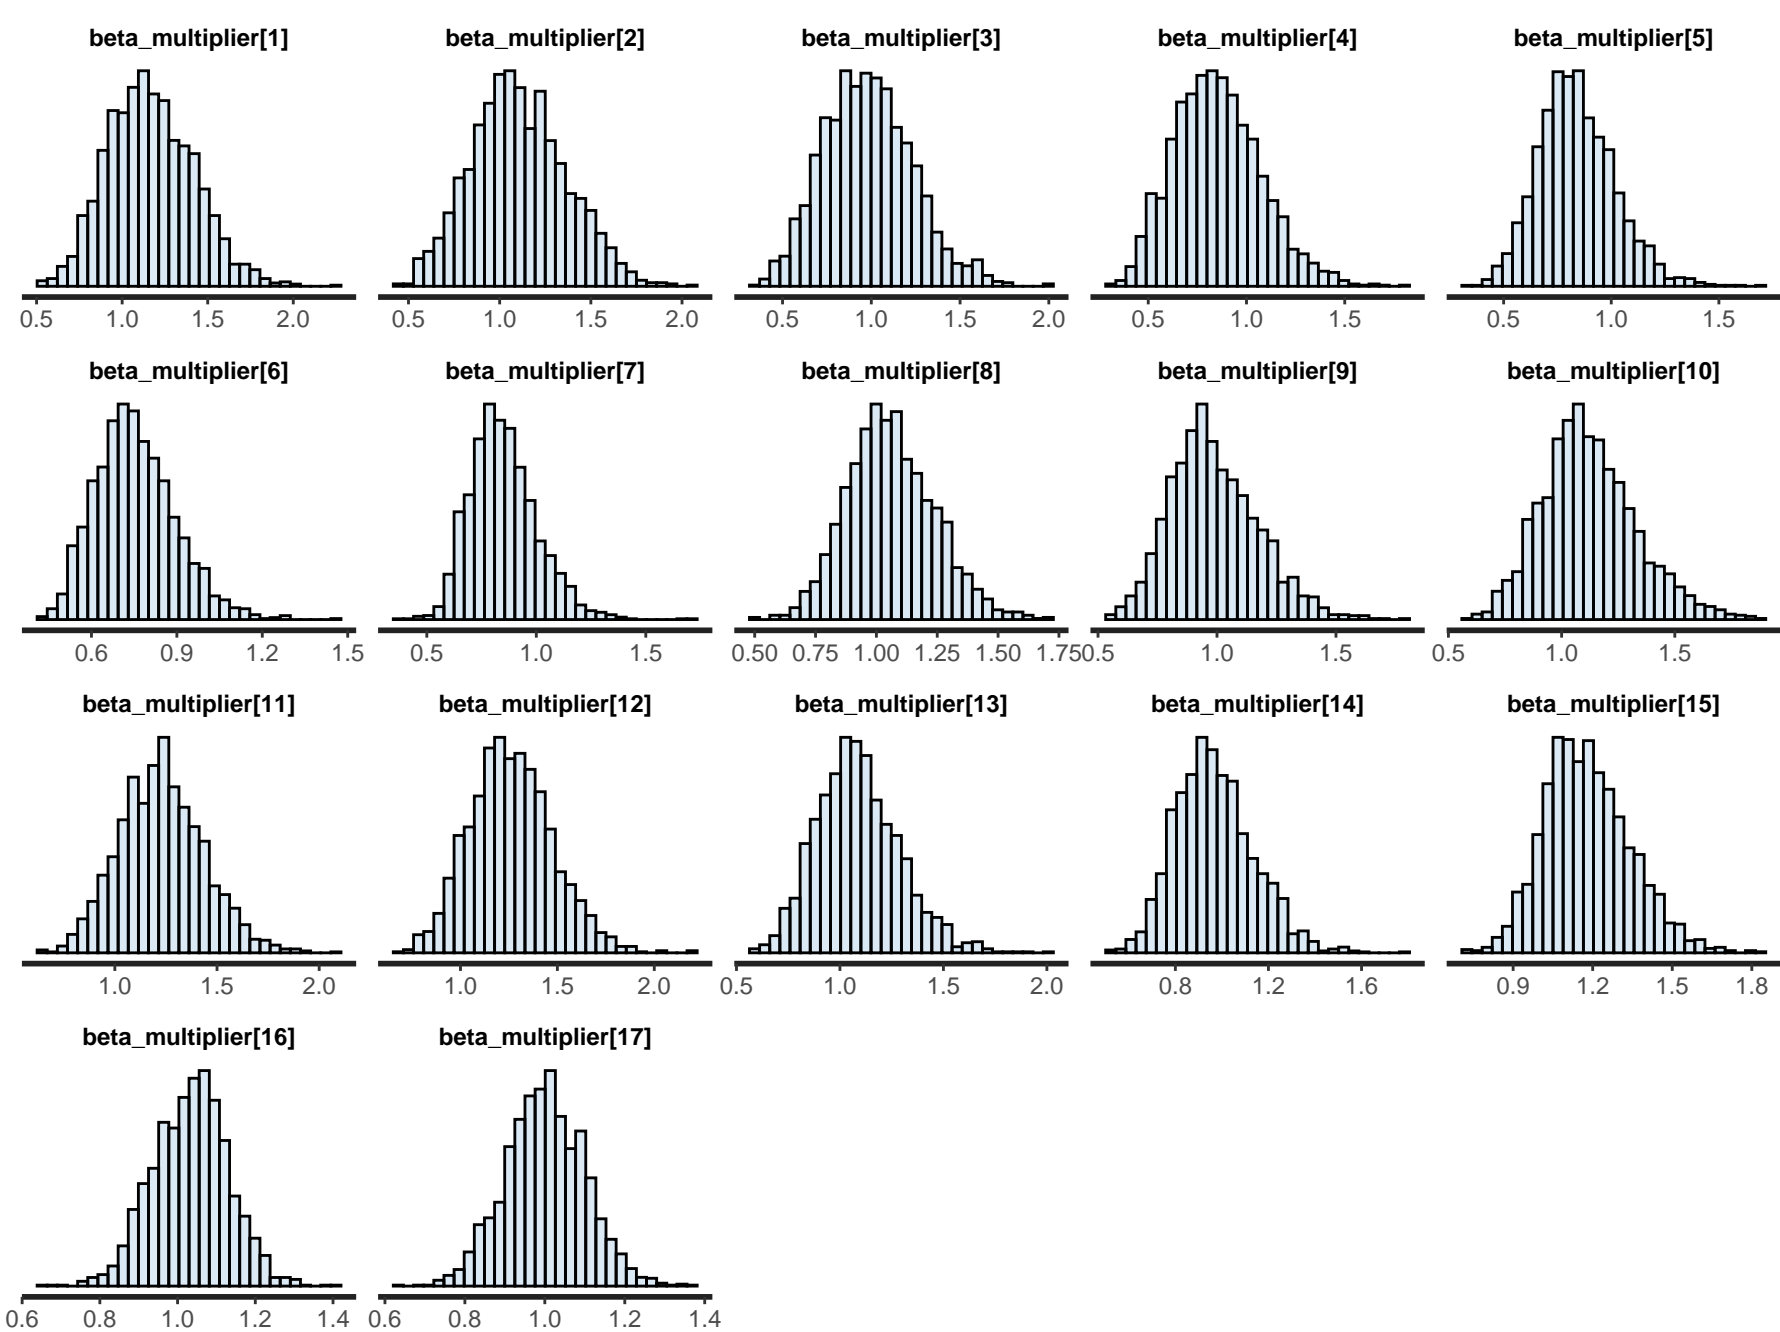 beta_multiplier[1] beta_multiplier[2] beta_multiplier[3] beta_multiplier[4] beta_multiplier[5]
0.5 1.0 1.5 2.0 0.5 1.0 1.5 2.0 0.5 1.0 1.5 2.0 0.5 1.0 1.5 0.5 1.0 1.5
beta_multiplier[6] beta_multiplier[7] beta_multiplier[8] beta_multiplier[9] beta_multiplier[10]
0.6 0.9 1.2 1.5 0.5 1.0 1.5 0.50 0.75 1.00 1.25 1.50 1.75 0.5 1.0 1.5 0.5 1.0 1.5
beta_multiplier[11] beta_multiplier[12] beta_multiplier[13] beta_multiplier[14] beta_multiplier[15]
1.0 1.5 2.0 1.0 1.5 2.0 0.5 1.0 1.5 2.0 0.8 1.2 1.6 0.9 1.2 1.5 1.8
beta_multiplier[16] beta_multiplier[17]
0.6 0.8 1.0 1.2 1.4 0.6 0.8 1.0 1.2 1.4